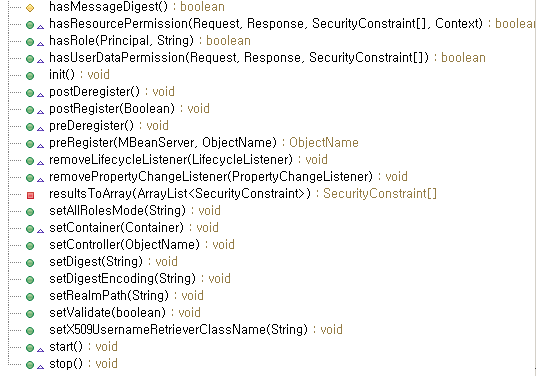 hasMessageDigest() : boolean
hasResourcePermission(Request, Response, SecurityConstraint[], Context) : boolean
hasRole(Principal, String) : boolean
hasUserDataPermission(Request, Response, SecurityConstraint[]) : boolean
init() : void
postDeregister() : void
postRegister(Boolean) : void
preDeregister() : void
preRegister(MBeanServer, ObjectName) : ObjectName
removeLifecycleListener(LifecycleListener) : void
removePropertyChangeListener(PropertyChangeListener) : void
resultsToArray(ArrayList<SecurityConstraint>) : SecurityConstraint[]
setAllRolesMode(String) : void
setContainer(Container) : void
setController(ObjectName) : void
setDigest(String) : void
setDigestEncoding(String) : void
setRealmPath(String) : void
setValidate(boolean) : void
setX509UsernameRetrieverClassName(String) : void
start() : void
stop() : void